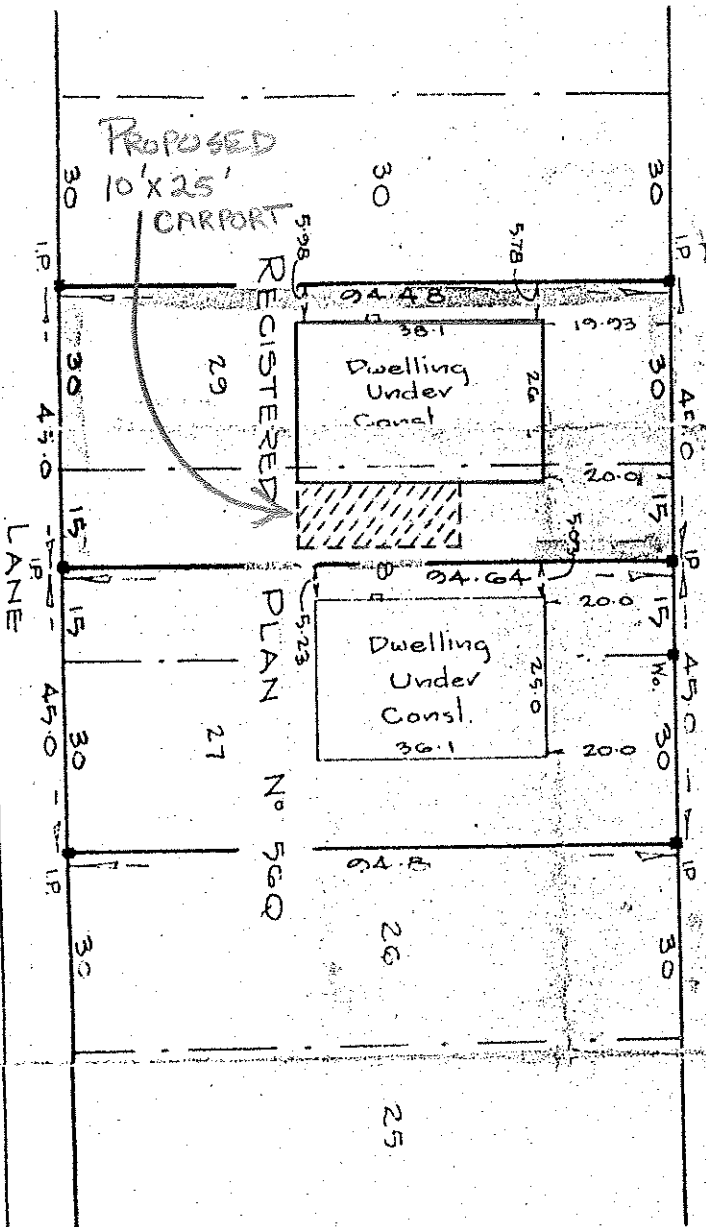 PROPOSED
10'X25'
CARPORT
30
30
30
I.P.
I.P.
5.98
5.78
94.48
38.1
19.93
Dwelling
Under
Const
26
29
30
30
45.0
45.0
20.0
15
15
I.P.
I.P.
LANE
REGISTERED PLAN Nº 56Q
94.64
5.09
5.23
20.0
15
15
Wo.
Dwelling
Under
Const.
36.1
25.0
20.0
27
45.0
45.0
30
30
94.8
I.P.
I.P.
30
26
30
25